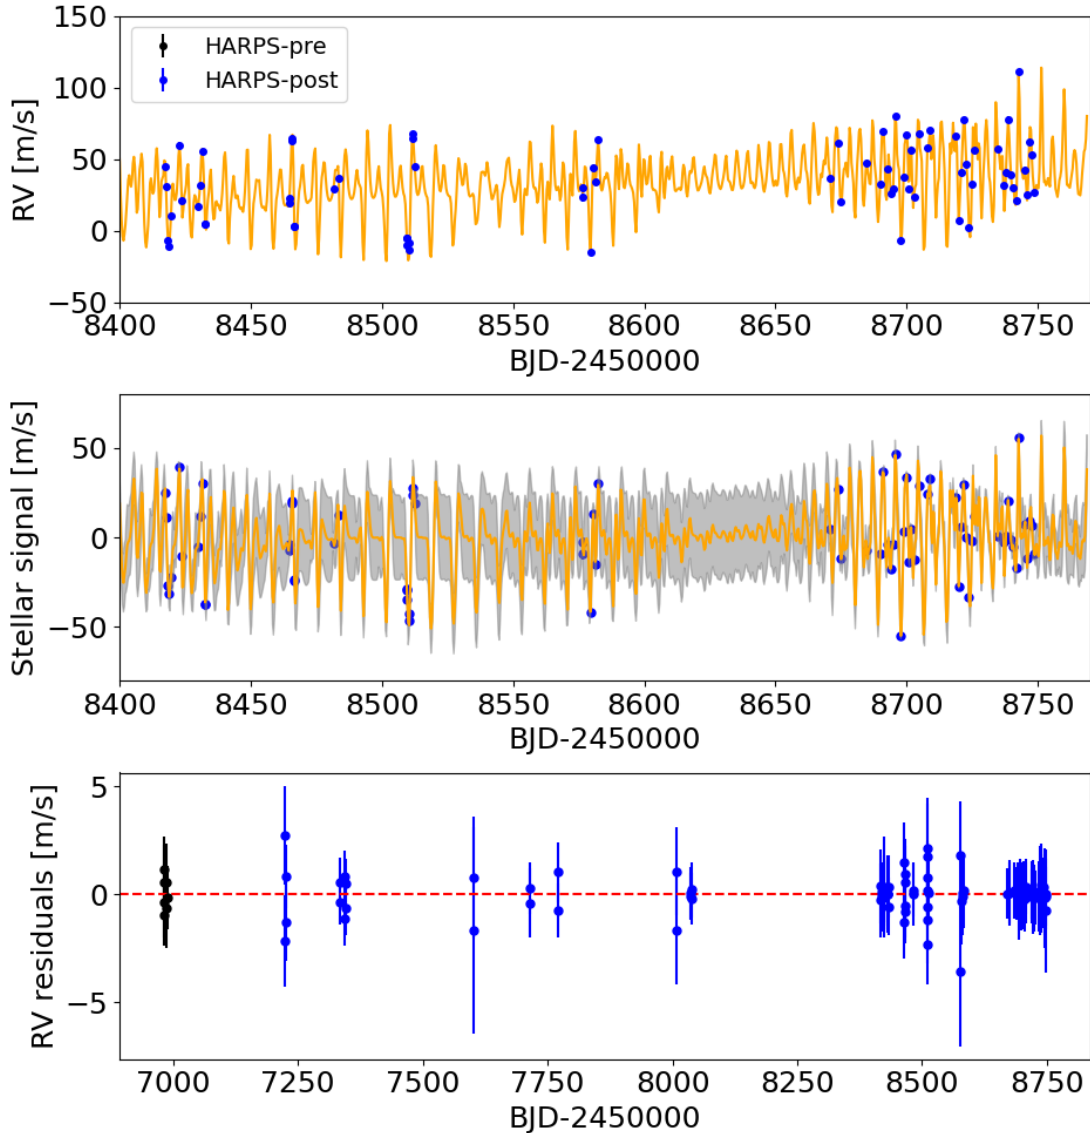 RV [m/s]
150
100
50
0
−50
HARPS-pre
HARPS-post
8400 8450 8500 8550 8600 8650 8700 8750
BJD-2450000
Stellar signal [m/s]
50
0
−50
8400 8450 8500 8550 8600 8650 8700 8750
BJD-2450000
RV residuals [m/s]
5
0
−5
7000 7250 7500 7750 8000 8250 8500 8750
BJD-2450000